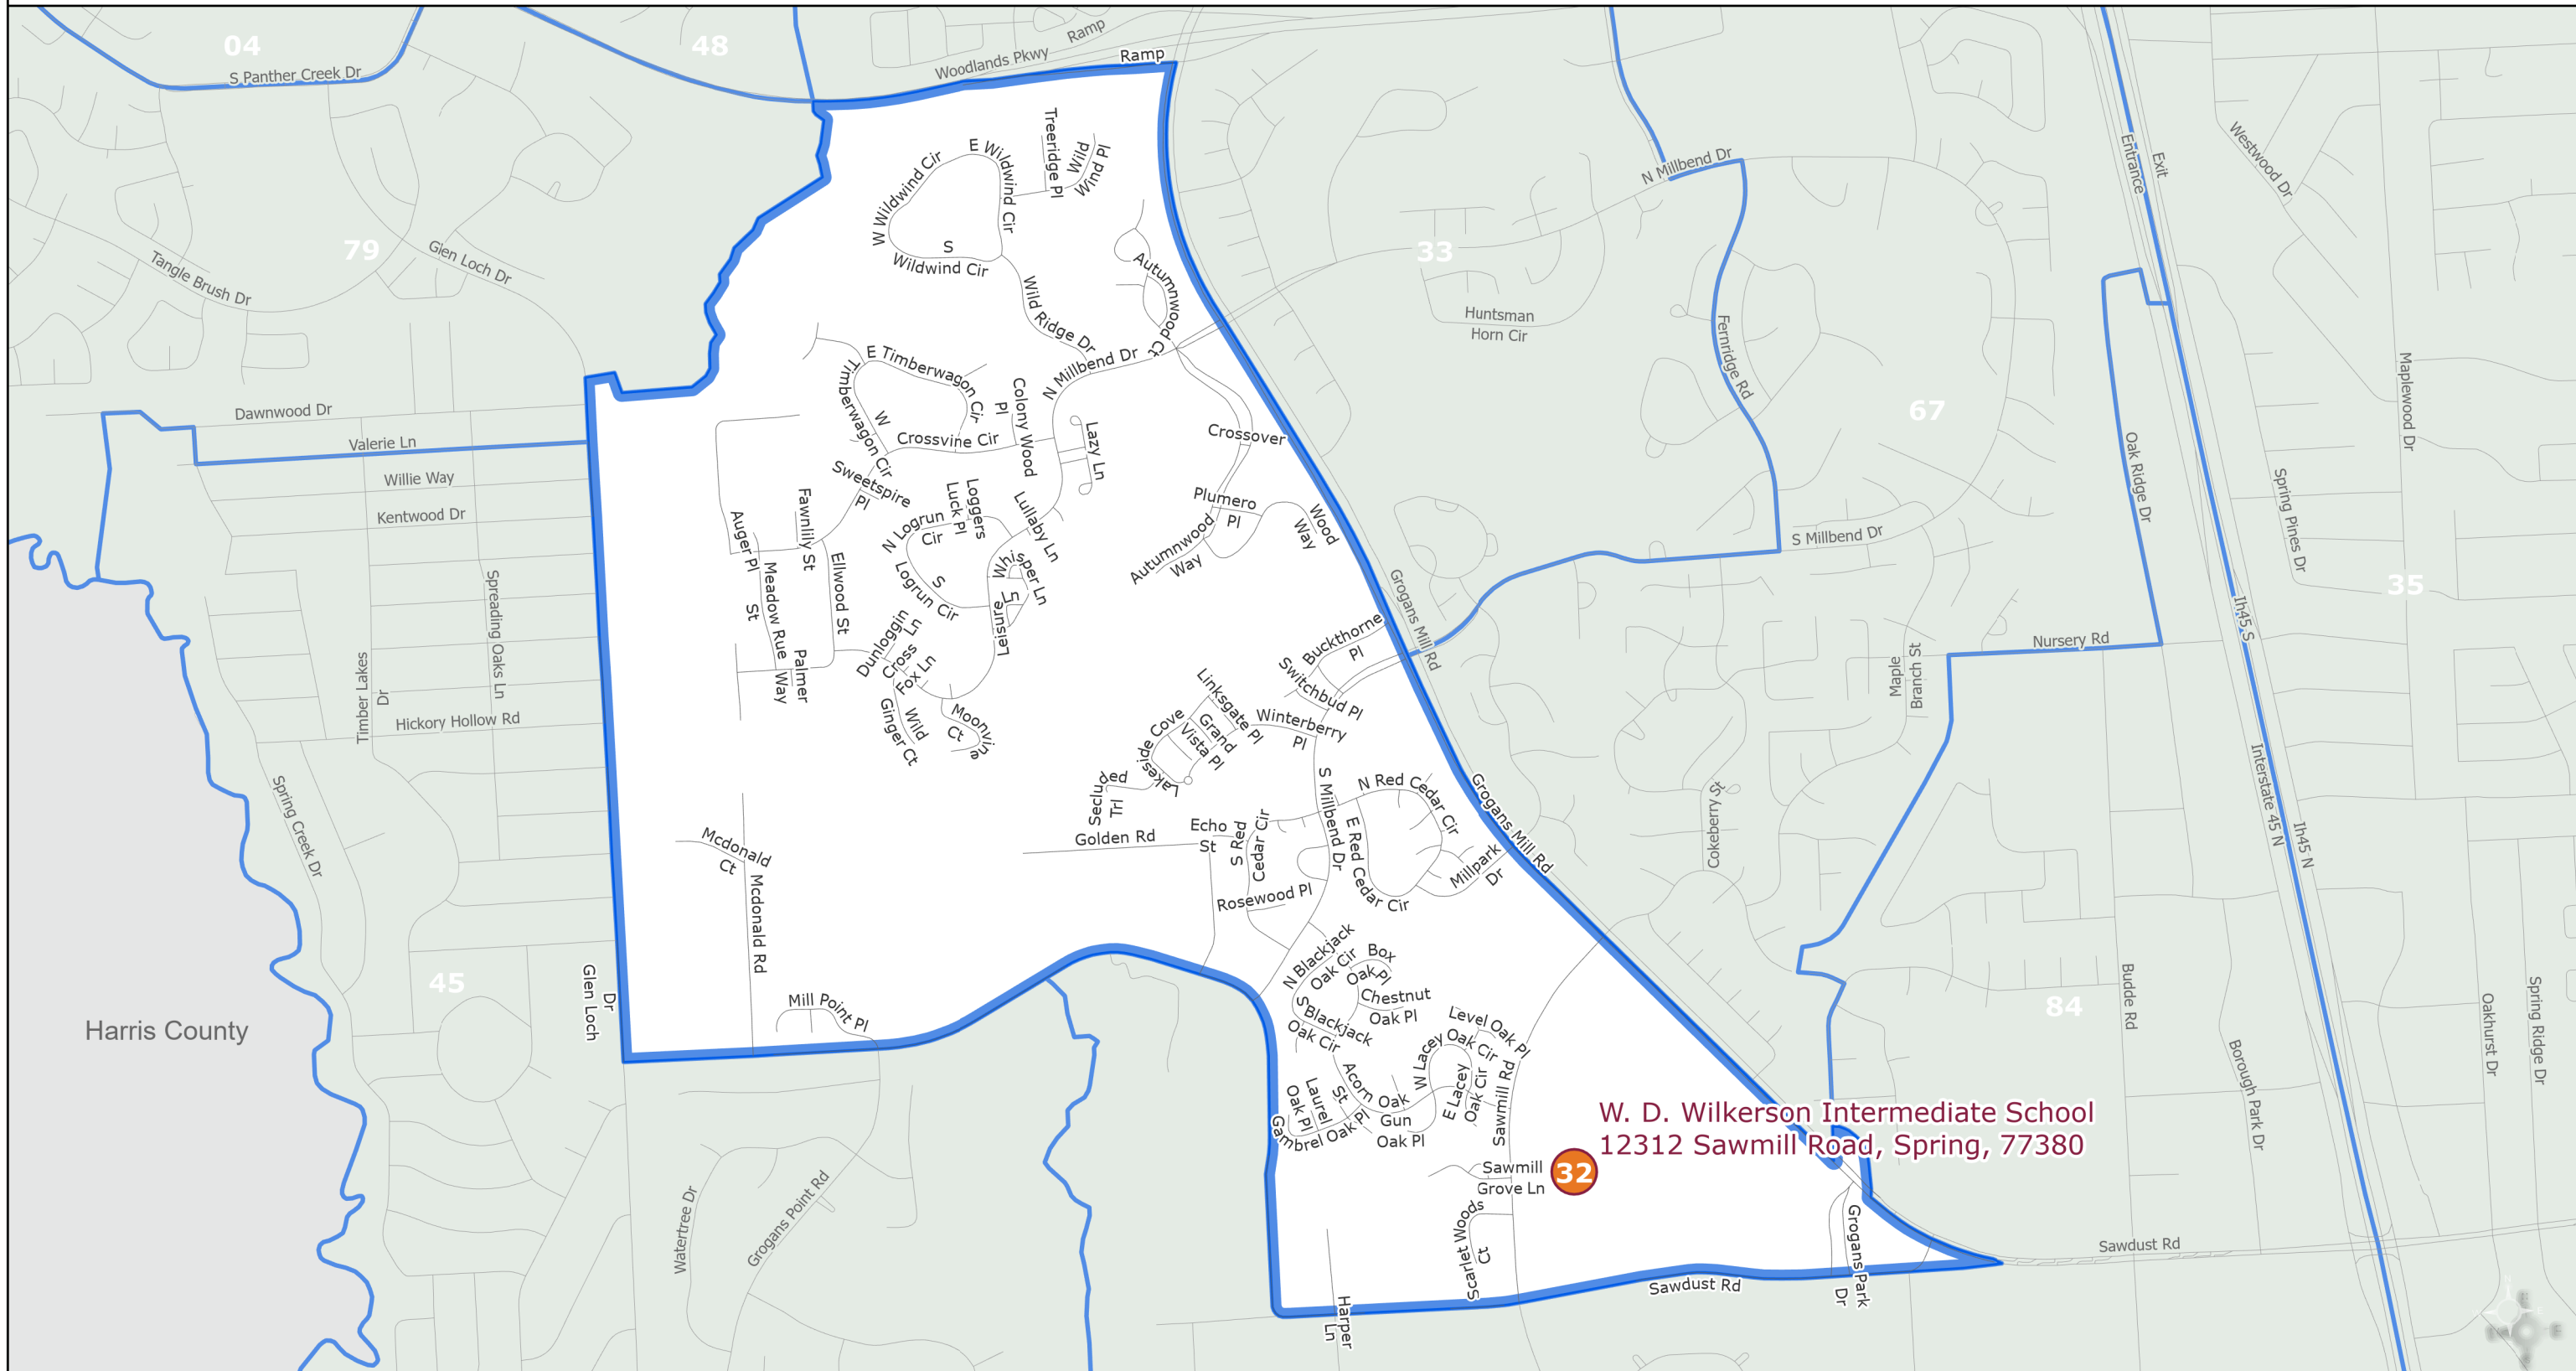 04
48
S Panther Creek Dr
Woodlands Pkwy
Ramp
Ramp
79
Tangle Brush Dr
Glen Loch Dr
E Wildwind Cir
W Wildwind Cir
S
Wildwind Cir
Treeridge Pl
Wild
Wind Pl
Autumnwood Ct
Wild Ridge Dr
N Millbend Dr
33
Huntsman
Horn Cir
N Millbend Dr
Fernridge Rd
67
Entrance
Exit
Westwood Dr
Maplewood Dr
Oak Ridge Dr
Spring Pines Dr
35
Dawnwood Dr
Valerie Ln
Willie Way
Kentwood Dr
Spreading Oaks Ln
Timber Lakes
Dr
Hickory Hollow Rd
Spring Creek Dr
E Timberwagon Cir
W
Timberwagon Cir
Colony Wood
Pl
Crossvine Cir
Lazy Ln
Crossover
Sweetspire
Pl
Fawnlily St
Auger Pl
Meadow Rue
St
Ellwood St
Palmer
Way
N Logrun
Cir
Loggers
Luck Pl
Lullaby Ln
S
Logrun Cir
Whisper Ln
Leisure
Ln
Dunloggin
Ln
Cross
Fox Ln
Wild
Ginger Ct
Moonvine
Ct
Plumero
Pl
Autumnwood
Way
Wood
Way
Grogans Mill Rd
S Millbend Dr
Buckthorne
Pl
Switchbud Pl
Linksgate Pl
Grand
Vista Pl
Winterberry
Pl
Lakeside Cove
Secluded
Trl
Golden Rd
Echo
St
S Red
Cedar Cir
S Millbend Dr
N Red Cedar Cir
E Red Cedar Cir
Millpark
Dr
Grogans Mill Rd
Rosewood Pl
Maple
Branch St
Nursery Rd
Cokeberry St
Ih45 S
Interstate 45 N
Ih45 N
45
Harris County
Glen Loch
Dr
Mcdonald
Ct
Mcdonald Rd
Mill Point Pl
N Blackjack
Oak Cir
Box
Oak Pl
Chestnut
Oak Pl
S
Blackjack
Oak Cir
Level Oak Pl
W Lacey
Oak Cir
E Lacey
Oak Cir
Acorn Oak
St
Laurel
Oak Pl
Gun
Oak Pl
Gambrel Oak Pl
Sawmill Rd
84
Budde Rd
Borough Park Dr
Oakhurst Dr
Spring Ridge Dr
W. D. Wilkerson Intermediate School
12312 Sawmill Road, Spring, 77380
32
Sawmill
Grove Ln
Scarlet Woods
Ct
Watertree Dr
Grogans Point Rd
Harper
Ln
Sawdust Rd
Grogans Park
Dr
Sawdust Rd